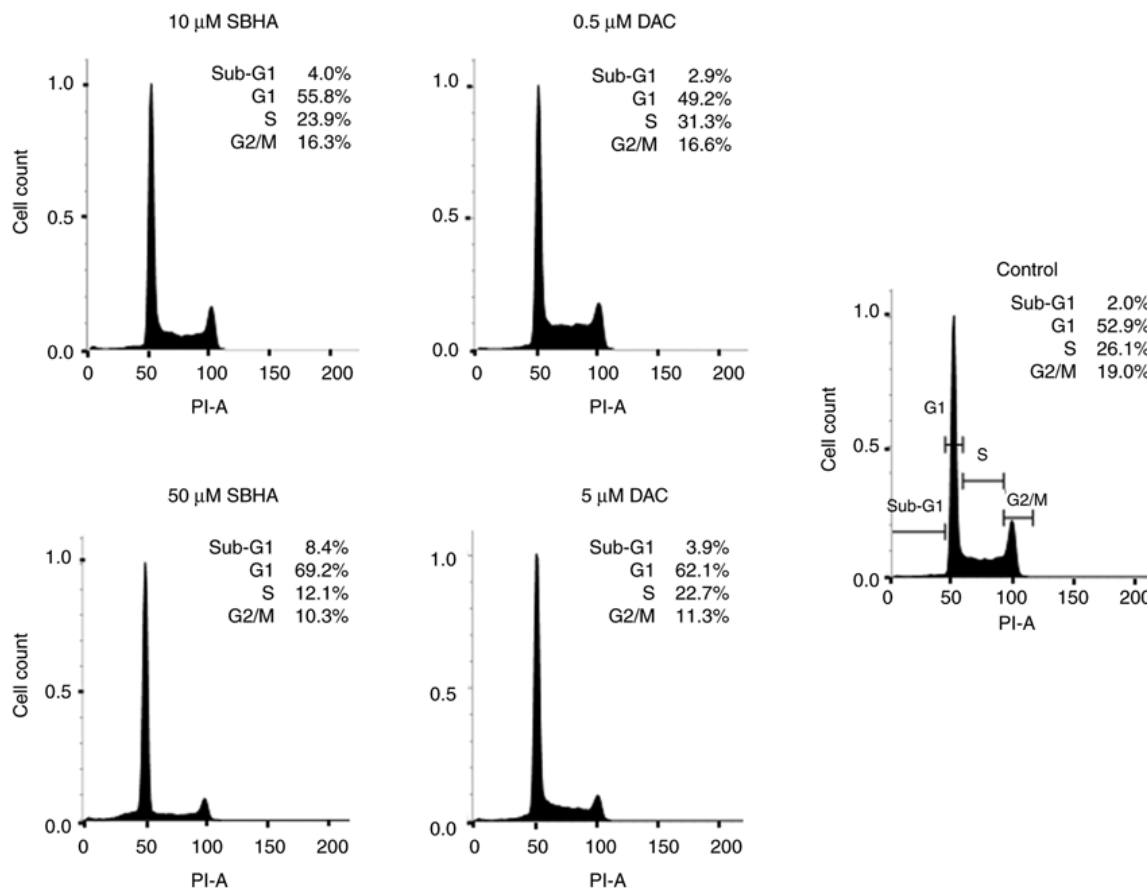 10 μM SBHA
Sub-G1 4.0%
G1 55.8%
S 23.9%
G2/M 16.3%
1.0
0.5
0.0
Cell count
0 50 100 150 200
PI-A
0.5 μM DAC
Sub-G1 2.9%
G1 49.2%
S 31.3%
G2/M 16.6%
1.0
0.5
0.0
Cell count
0 50 100 150 200
PI-A
Control
Sub-G1 2.0%
G1 52.9%
S 26.1%
G2/M 19.0%
1.0
0.5
0.0
Cell count
G1
S
Sub-G1
G2/M
0 50 100 150 200
PI-A
50 μM SBHA
Sub-G1 8.4%
G1 69.2%
S 12.1%
G2/M 10.3%
1.0
0.5
0.0
Cell count
0 50 100 150 200
PI-A
5 μM DAC
Sub-G1 3.9%
G1 62.1%
S 22.7%
G2/M 11.3%
1.0
0.5
0.0
Cell count
0 50 100 150 200
PI-A